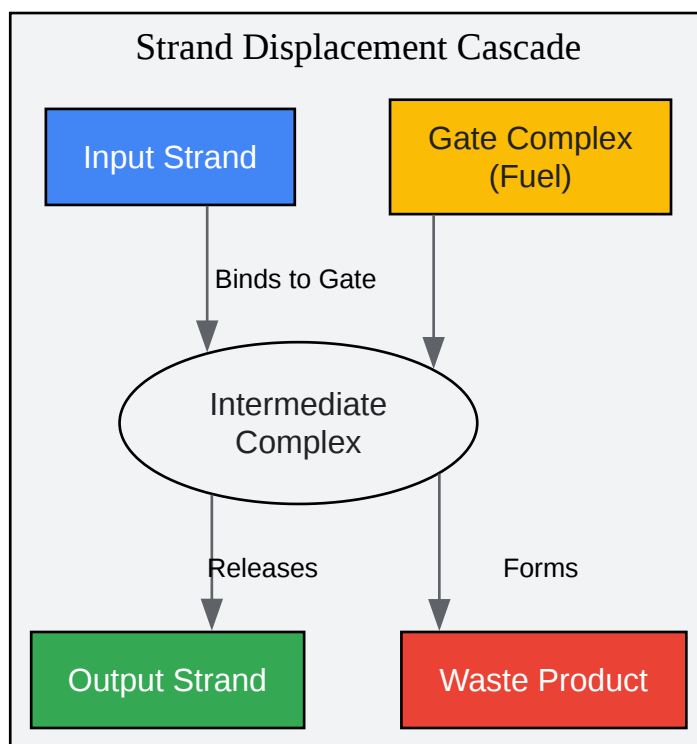 Strand Displacement Cascade
Input Strand
Gate Complex
(Fuel)
Binds to Gate
Intermediate
Complex
Releases
Forms
Output Strand
Waste Product